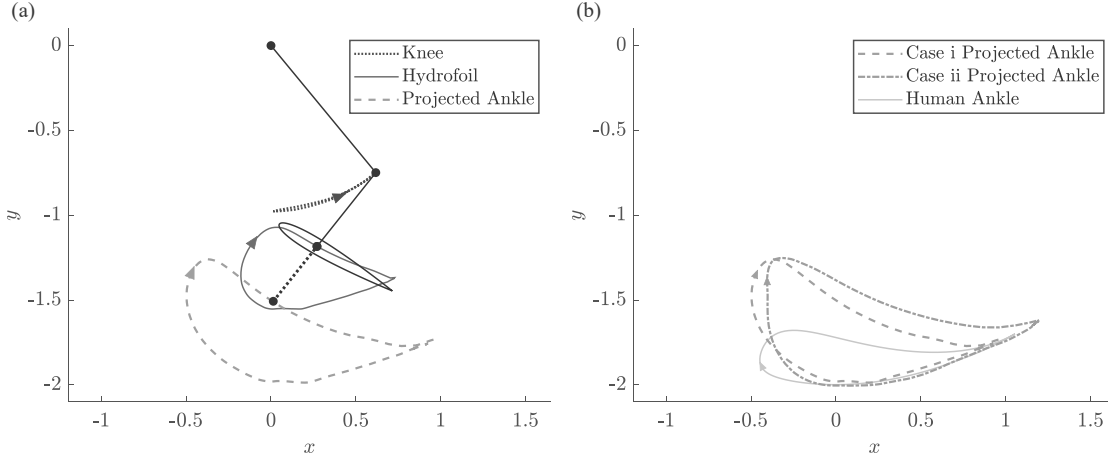 (a)
0
-0.5
-1
-1.5
-2
y
-1
-0.5
0
0.5
1
1.5
x
Knee
Hydrofoil
Projected Ankle
(b)
0
-0.5
-1
-1.5
-2
y
-1
-0.5
0
0.5
1
1.5
x
Case i Projected Ankle
Case ii Projected Ankle
Human Ankle